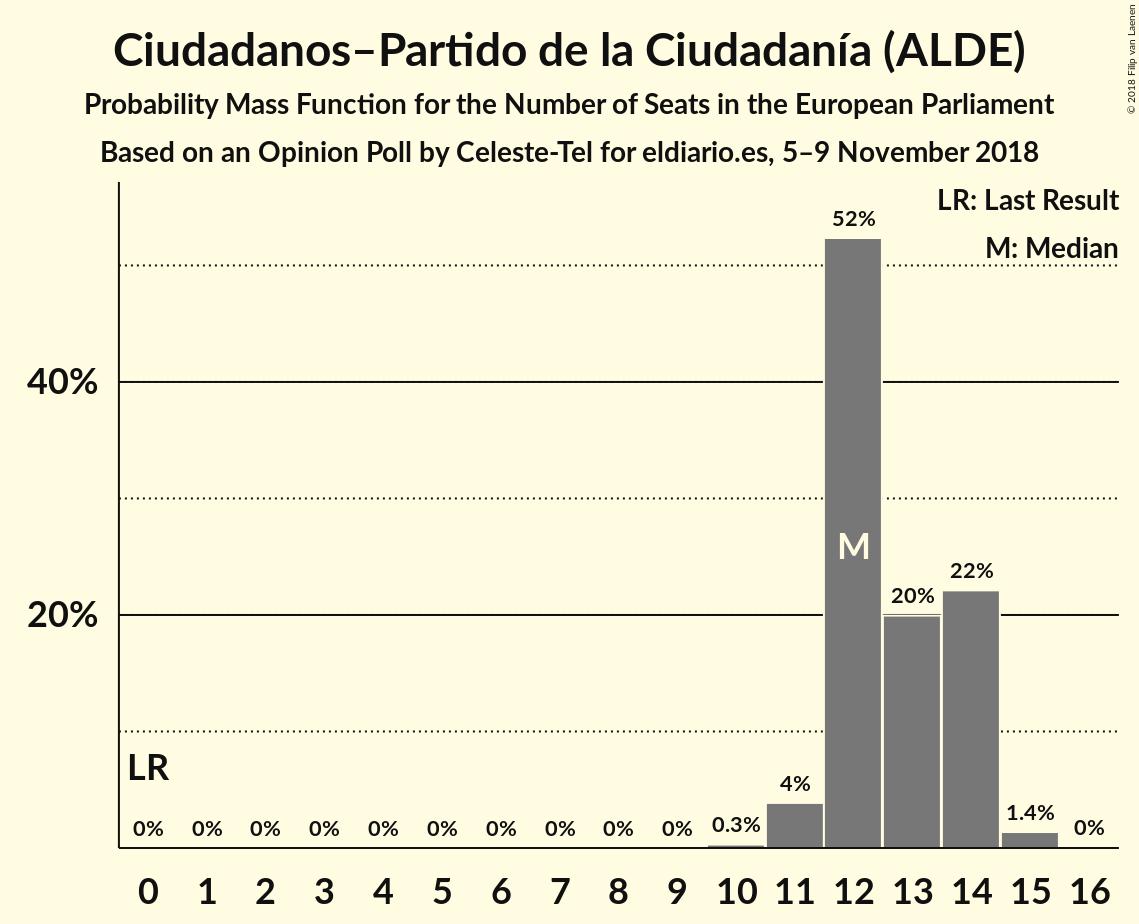 Ciudadanos–Partido de la Ciudadanía (ALDE)
Probability Mass Function for the Number of Seats in the European Parliament
Based on an Opinion Poll by Celeste-Tel for eldiario.es, 5–9 November 2018
© 2018 Filip van Laenen
LR: Last Result
M: Median
52%
40%
M
22%
20%
20%
LR
4%
0% 0% 0% 0% 0% 0% 0% 0% 0% 0% 0.3% 1.4% 0%
0 1 2 3 4 5 6 7 8 9 10 11 12 13 14 15 16